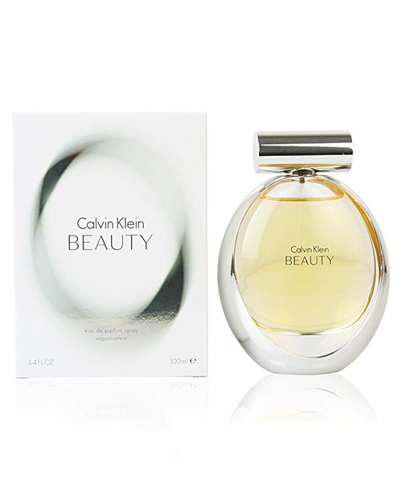 Calvin Klein
BEAUTY
eau de parfum spray
vaporisateur
3.4 FL OZ 100 ml ℮
Calvin Klein
BEAUTY